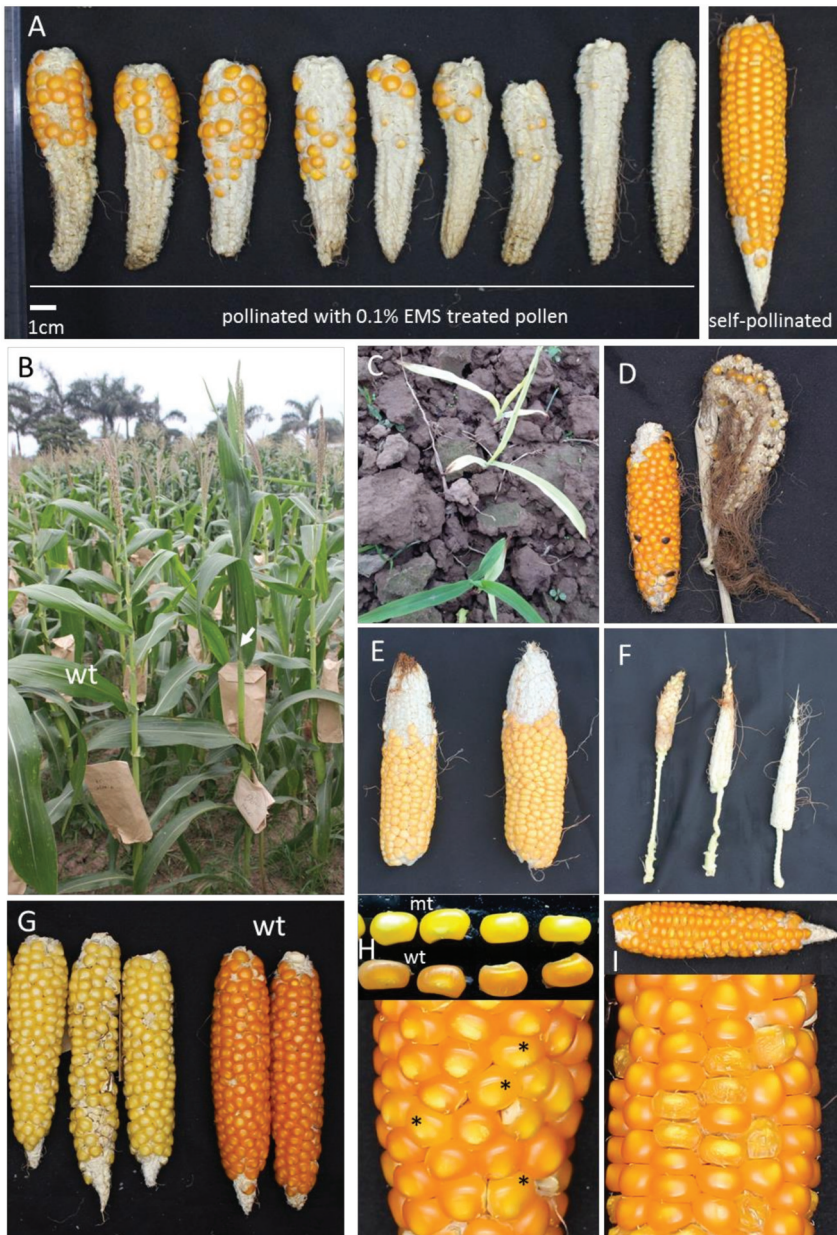 A
1cm
pollinated with 0.1% EMS treated pollen
self-pollinated
B
wt
C
D
E
F
G
wt
mt
H
wt
*
*
*
*
I